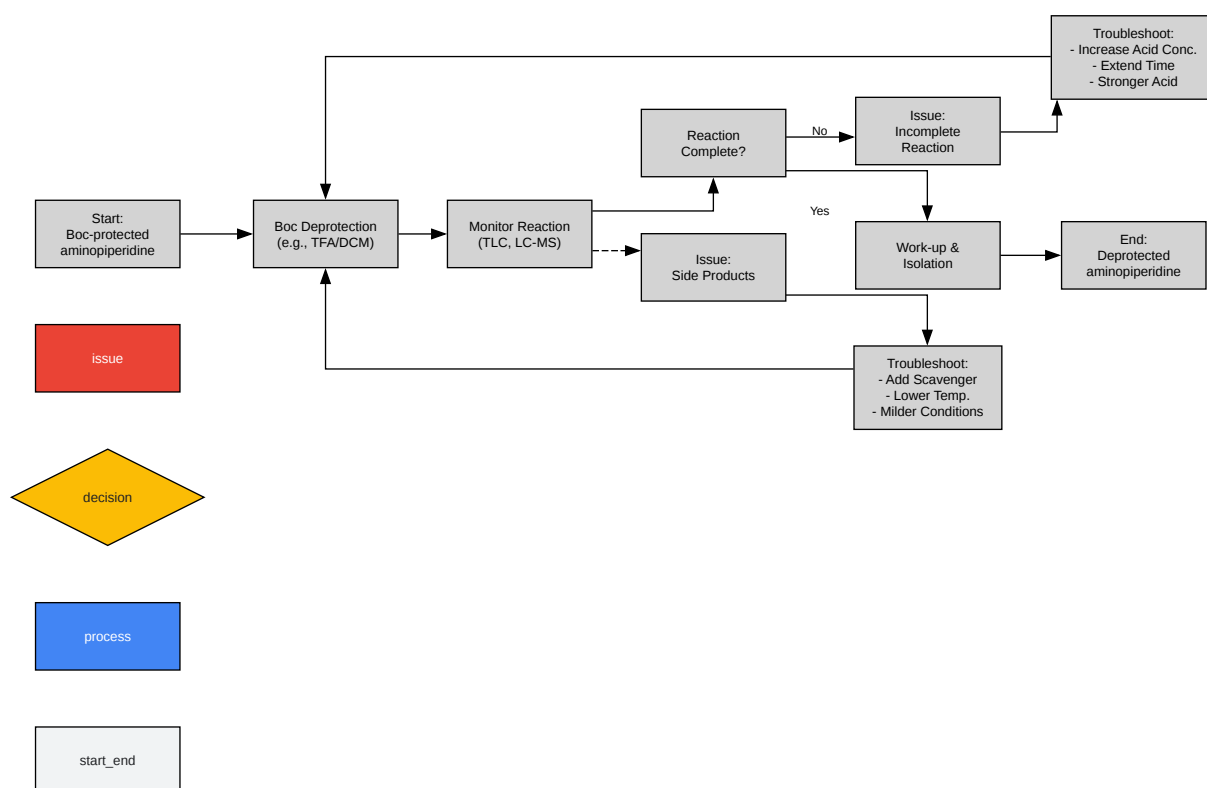 Troubleshoot:
- Increase Acid Conc.
- Extend Time
- Stronger Acid
Reaction
Complete?
No
Issue:
Incomplete
Reaction
Start:
Boc-protected
aminopiperidine
Boc Deprotection
(e.g., TFA/DCM)
Monitor Reaction
(TLC, LC-MS)
Yes
Issue:
Side Products
Work-up &
Isolation
End:
Deprotected
aminopiperidine
Troubleshoot:
- Add Scavenger
- Lower Temp.
- Milder Conditions
issue
decision
process
start_end